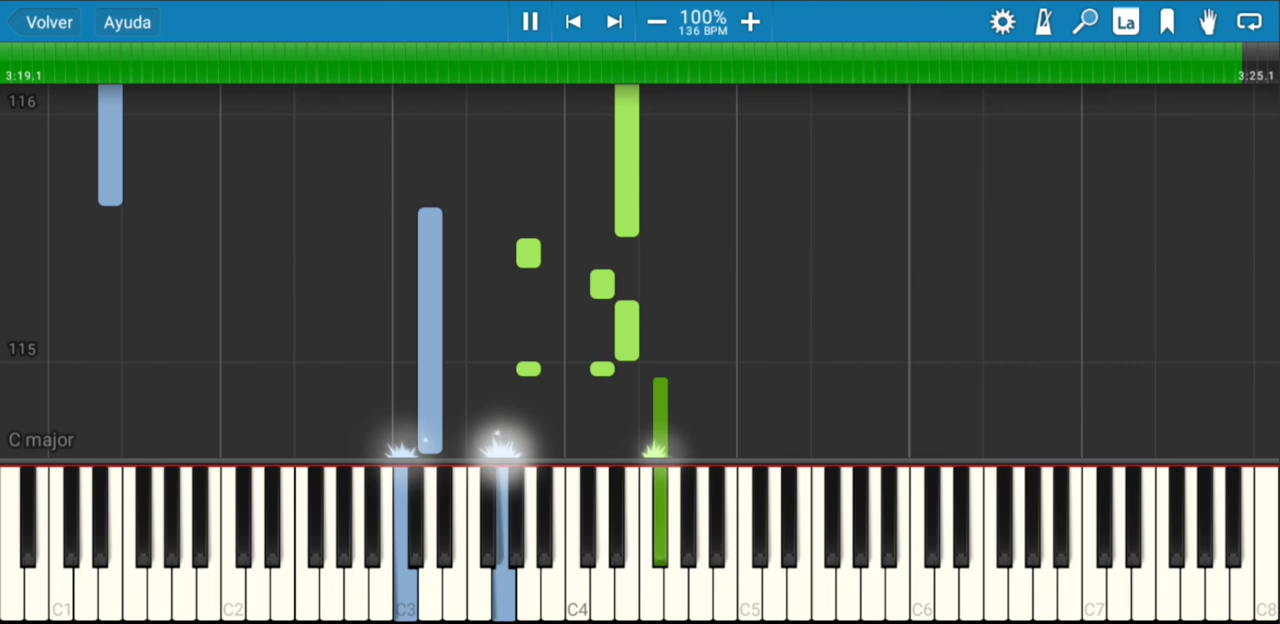 Volver
Ayuda
100%
136 BPM
La
3:19.1
3:25.1
116
115
C major
C1
C2
C3
C4
C5
C6
C7
C8